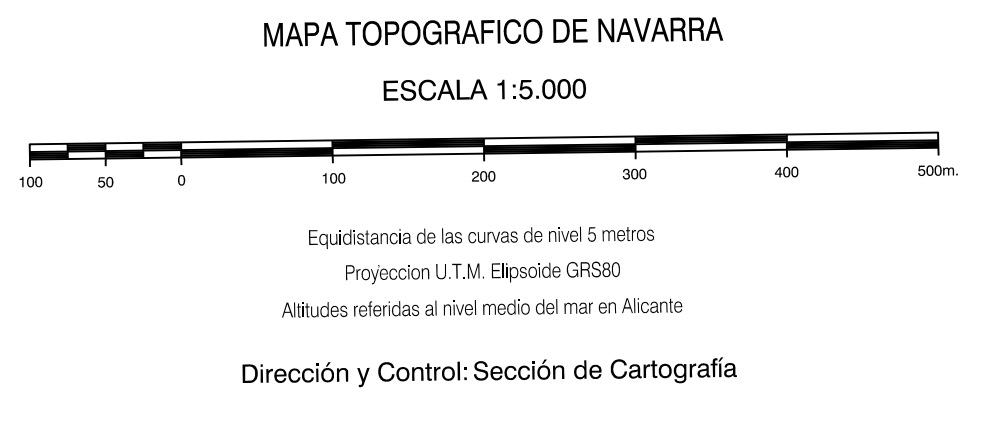 MAPA TOPOGRAFICO DE NAVARRA
ESCALA 1:5.000
100 50 0 100 200 300 400 500m.
Equidistancia de las curvas de nivel 5 metros
Proyeccion U.T.M. Elipsoide GRS80
Altitudes referidas al nivel medio del mar en Alicante
Dirección y Control: Sección de Cartografía